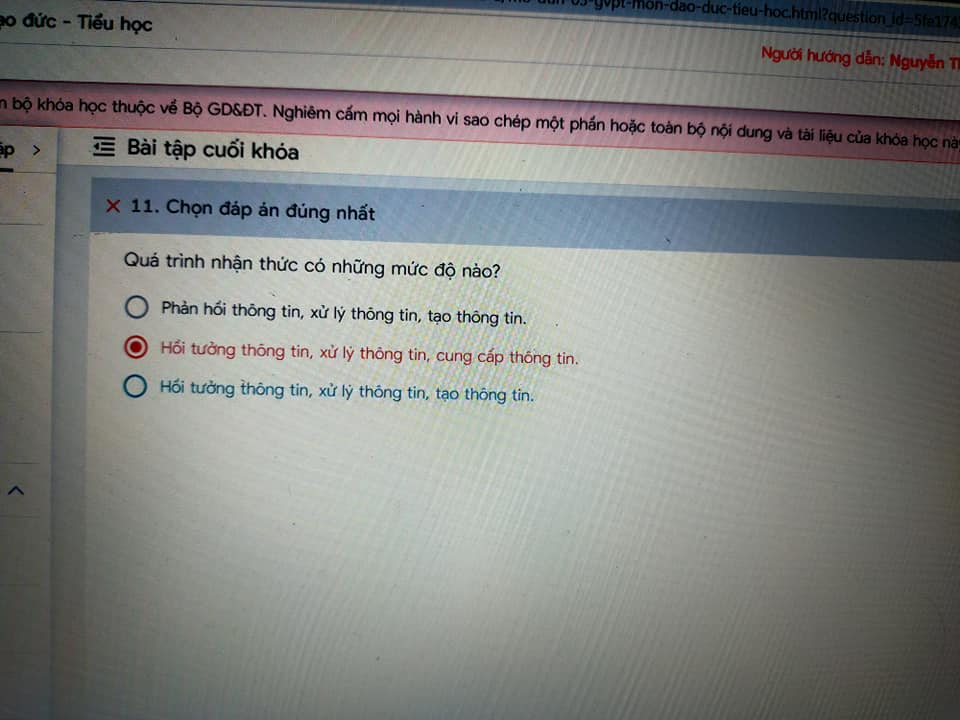 đức - Tiểu học
Người hướng dẫn: Nguyễn
bộ khóa học thuộc về Bộ GD&ĐT. Nghiêm cấm mọi hành vi sao chép một phần hoặc toàn bộ nội dung và tài liệu của khóa học
Bài tập cuối khóa
11. Chọn đáp án đúng nhất
Quá trình nhận thức có những mức độ nào?
Phản hồi thông tin, xử lý thông tin, tạo thông tin.
Hồi tưởng thông tin, xử lý thông tin, cung cấp thông tin.
Hồi tưởng thông tin, xử lý thông tin, tạo thông tin.